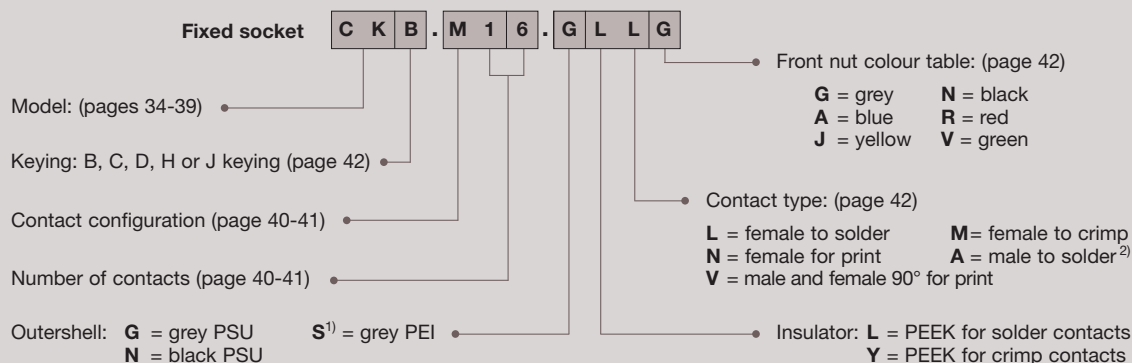 Fixed socket C K B . M 1 6 . G L L G
Model: (pages 34-39)
Keying: B, C, D, H or J keying (page 42)
Contact configuration (page 40-41)
Number of contacts (page 40-41)
Outershell: G = grey PSU S1) = grey PEI
N = black PSU
Front nut colour table: (page 42)
G = grey N = black
A = blue R = red
J = yellow V = green
Contact type: (page 42)
L = female to solder M= female to crimp
N = female for print A = male to solder2)
V = male and female 90° for print
Insulator: L = PEEK for solder contacts
Y = PEEK for crimp contacts